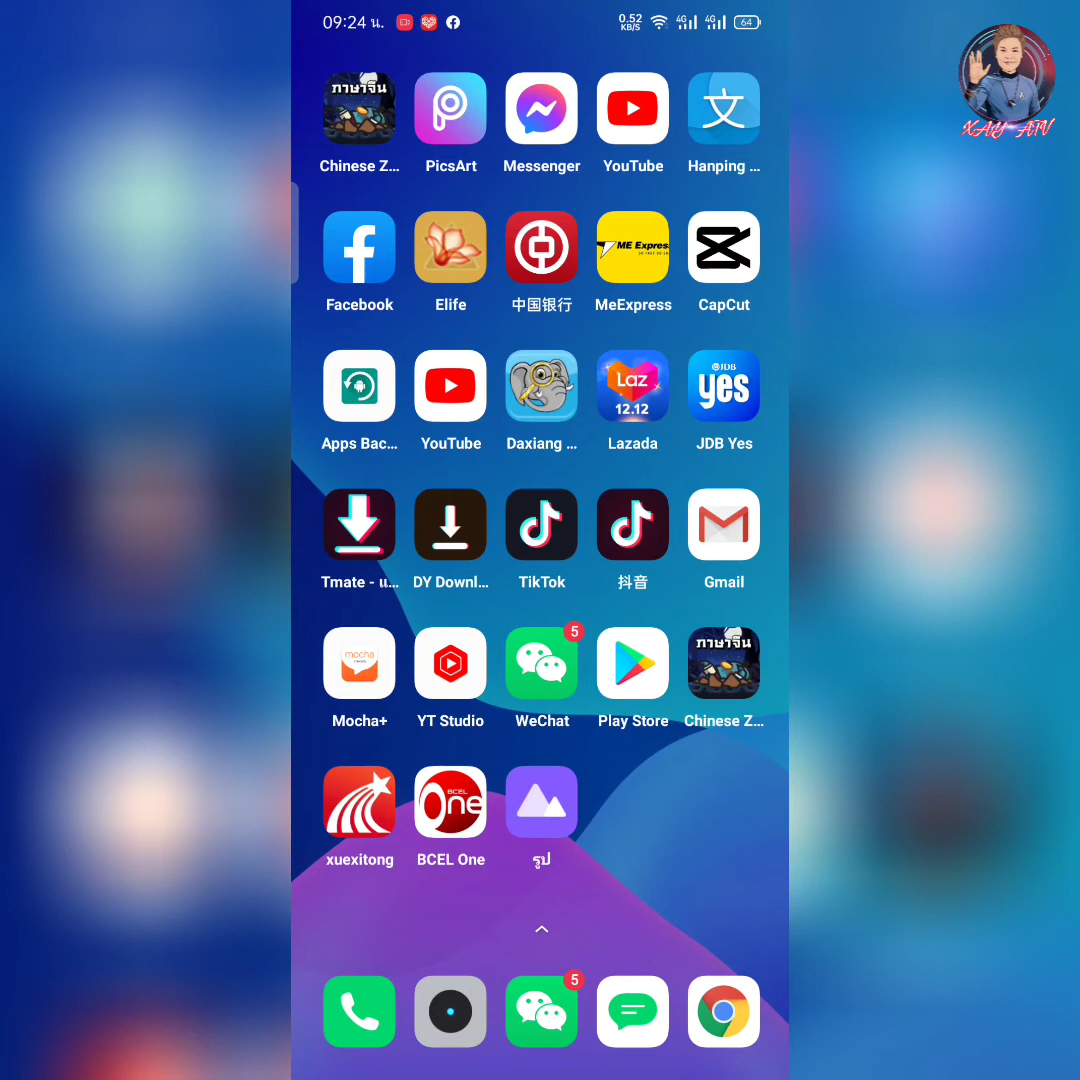 09:24 น.
0.52
KB/S
4G
4G
64
XAY-ATV
ภาษาจีน
文
Chinese Z...
PicsArt
Messenger
YouTube
Hanping ...
ME Express
Facebook
Elife
中国银行
MeExpress
CapCut
Laz
12.12
JDB
yes
Apps Bac...
YouTube
Daxiang ...
Lazada
JDB Yes
Tmate - แ...
DY Downl...
TikTok
抖音
Gmail
mocha
5
ภาษาจีน
Mocha+
YT Studio
WeChat
Play Store
Chinese Z...
BCEL
One
xuexitong
BCEL One
รูป
5